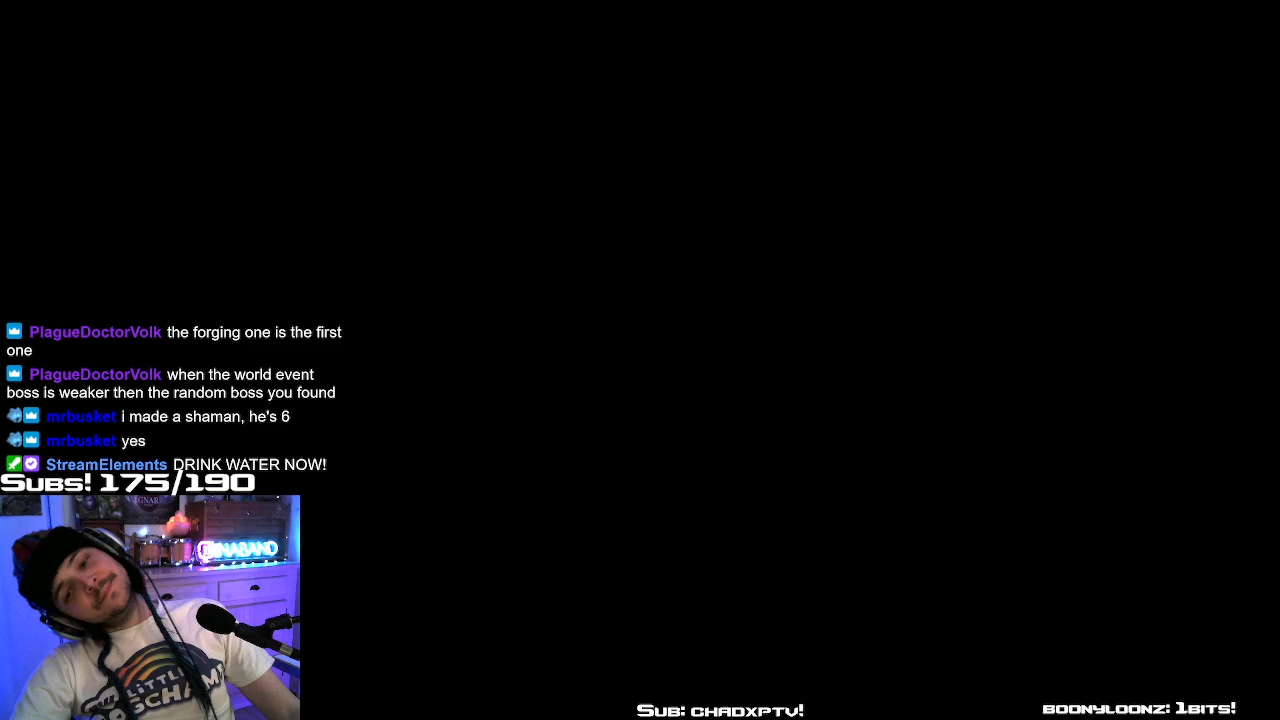 PlagueDoctorVolk the forging one is the first
one
PlagueDoctorVolk when the world event
boss is weaker then the random boss you found
mrbusket i made a shaman, he's 6
mrbusket yes
StreamElements DRINK WATER NOW!
Subs! 175/190
GNAR
LITTLE
Sub: chadxptv!
boonyloonz: 1bits!